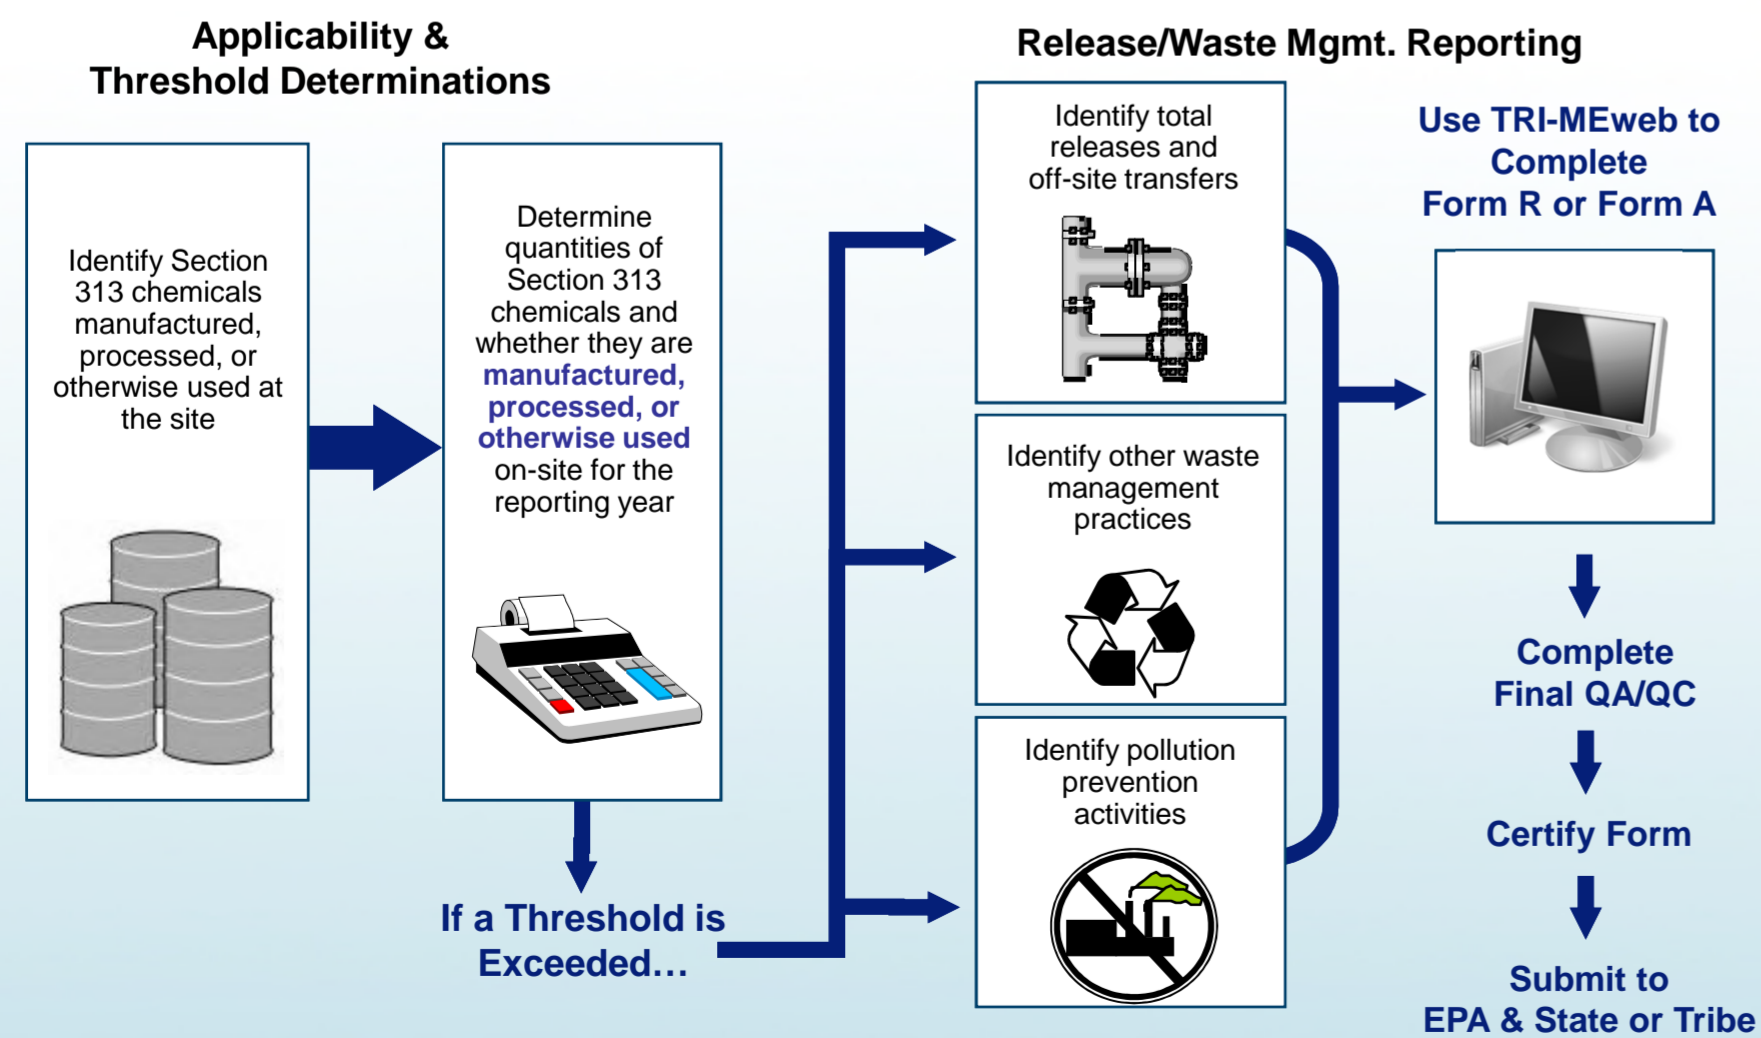 Applicability &
Threshold Determinations
Identify Section
313 chemicals
manufactured,
processed, or
otherwise used at
the site
Determine
quantities of
Section 313
chemicals and
whether they are
manufactured,
processed, or
otherwise used
on-site for the
reporting year
If a Threshold is
Exceeded…
Release/Waste Mgmt. Reporting
Identify total
releases and
off-site transfers
Identify other waste
management
practices
Identify pollution
prevention
activities
Use TRI-MEweb to
Complete
Form R or Form A
Complete
Final QA/QC
Certify Form
Submit to
EPA & State or Tribe